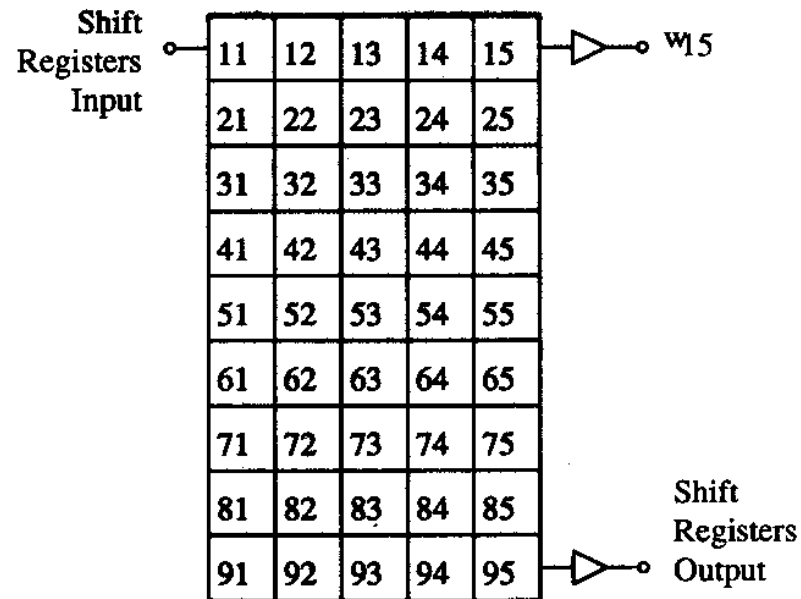 Shift
Registers
Input
w15
11 12 13 14 15
21 22 23 24 25
31 32 33 34 35
41 42 43 44 45
51 52 53 54 55
61 62 63 64 65
71 72 73 74 75
81 82 83 84 85
91 92 93 94 95
Shift
Registers
Output